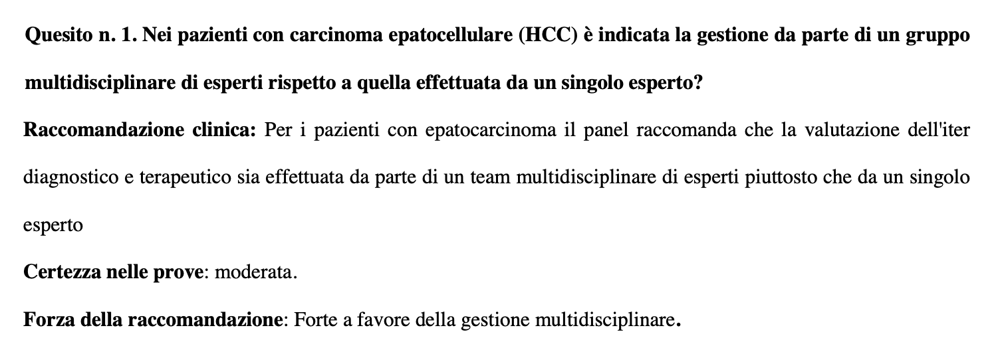 Quesito n. 1. Nei pazienti con carcinoma epatocellulare (HCC) è indicata la gestione da parte di un gruppo
multidisciplinare di esperti rispetto a quella effettuata da un singolo esperto?
Raccomandazione clinica: Per i pazienti con epatocarcinoma il panel raccomanda che la valutazione dell'iter
diagnostico e terapeutico sia effettuata da parte di un team multidisciplinare di esperti piuttosto che da un singolo
esperto
Certezza nelle prove: moderata.
Forza della raccomandazione: Forte a favore della gestione multidisciplinare.